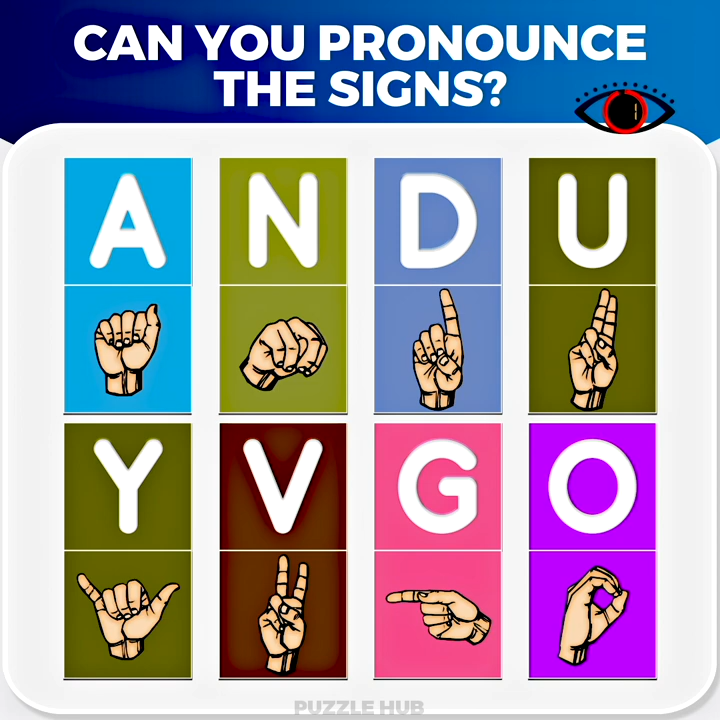 CAN YOU PRONOUNCE
THE SIGNS?
A N D U
Y V G O
PUZZLE HUB